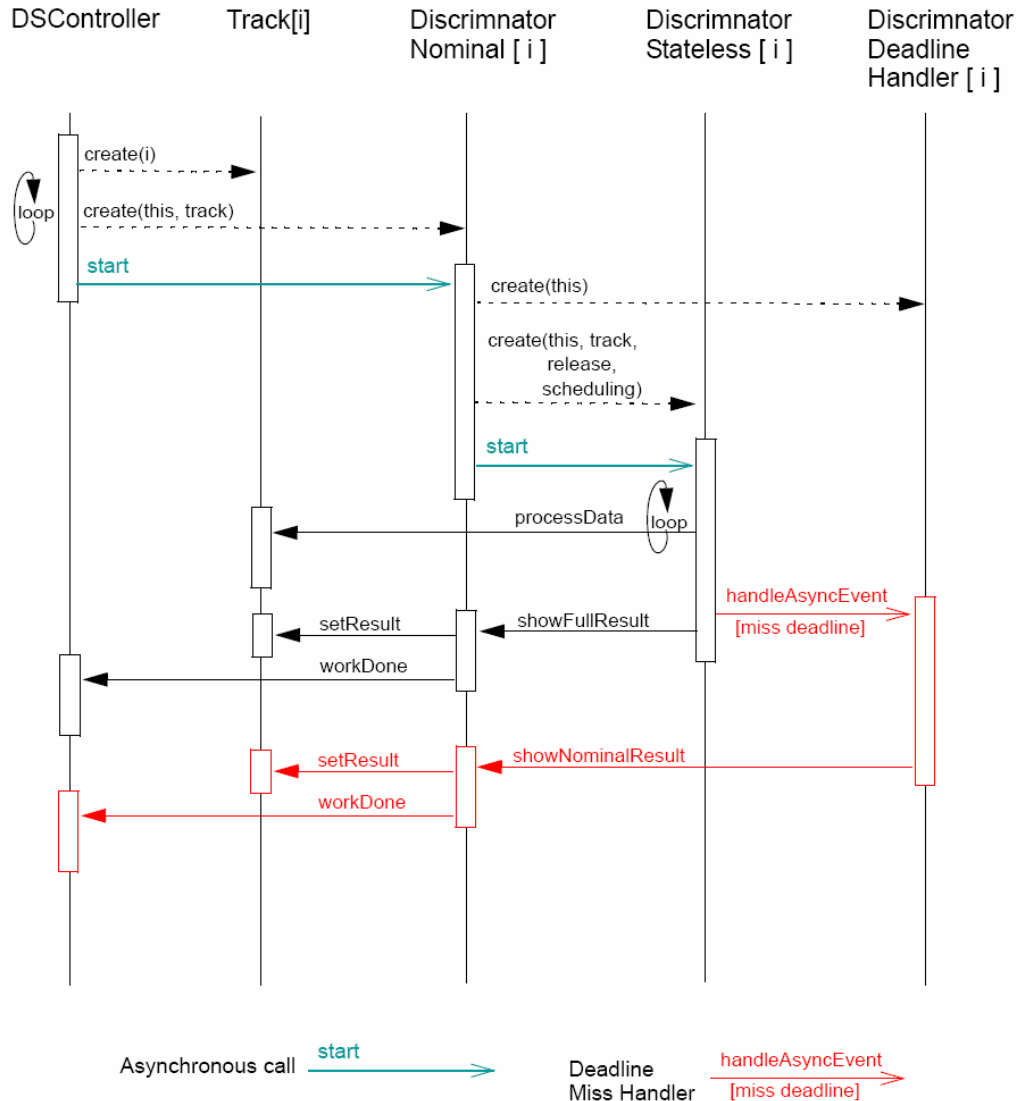 DSController
Track[i]
Discrimnator
Nominal [ i ]
Discrimnator
Stateless [ i ]
Discrimnator
Deadline
Handler [ i ]
create(i)
loop
create(this, track)
start
create(this)
create(this, track,
release,
scheduling)
start
processData
loop
handleAsyncEvent
[miss deadline]
setResult
showFullResult
workDone
setResult
showNominalResult
workDone
Asynchronous call
start
Deadline
Miss Handler
handleAsyncEvent
[miss deadline]